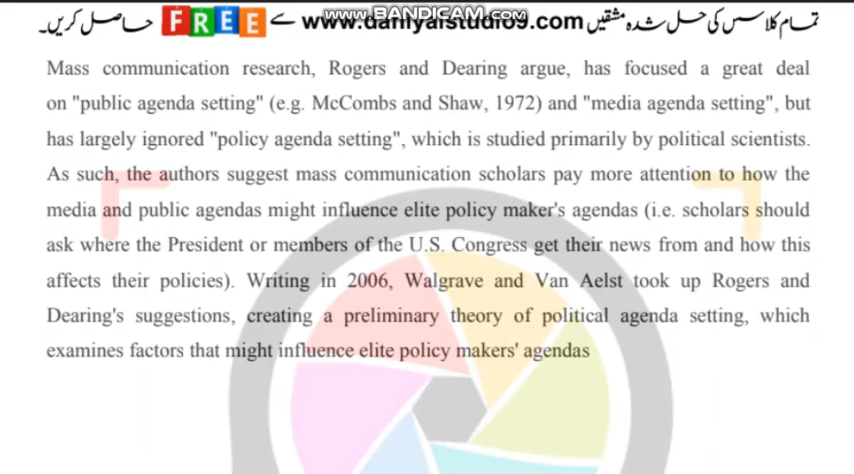 تمام کلاسس کی حل شدہ مشقیں www.daniyalstudio9.com سے FREE حاصل کریں۔
www.BANDICAM.com
Mass communication research, Rogers and Dearing argue, has focused a great deal
on "public agenda setting" (e.g. McCombs and Shaw, 1972) and "media agenda setting", but
has largely ignored "policy agenda setting", which is studied primarily by political scientists.
As such, the authors suggest mass communication scholars pay more attention to how the
media and public agendas might influence elite policy maker's agendas (i.e. scholars should
ask where the President or members of the U.S. Congress get their news from and how this
affects their policies). Writing in 2006, Walgrave and Van Aelst took up Rogers and
Dearing's suggestions, creating a preliminary theory of political agenda setting, which
examines factors that might influence elite policy makers' agendas